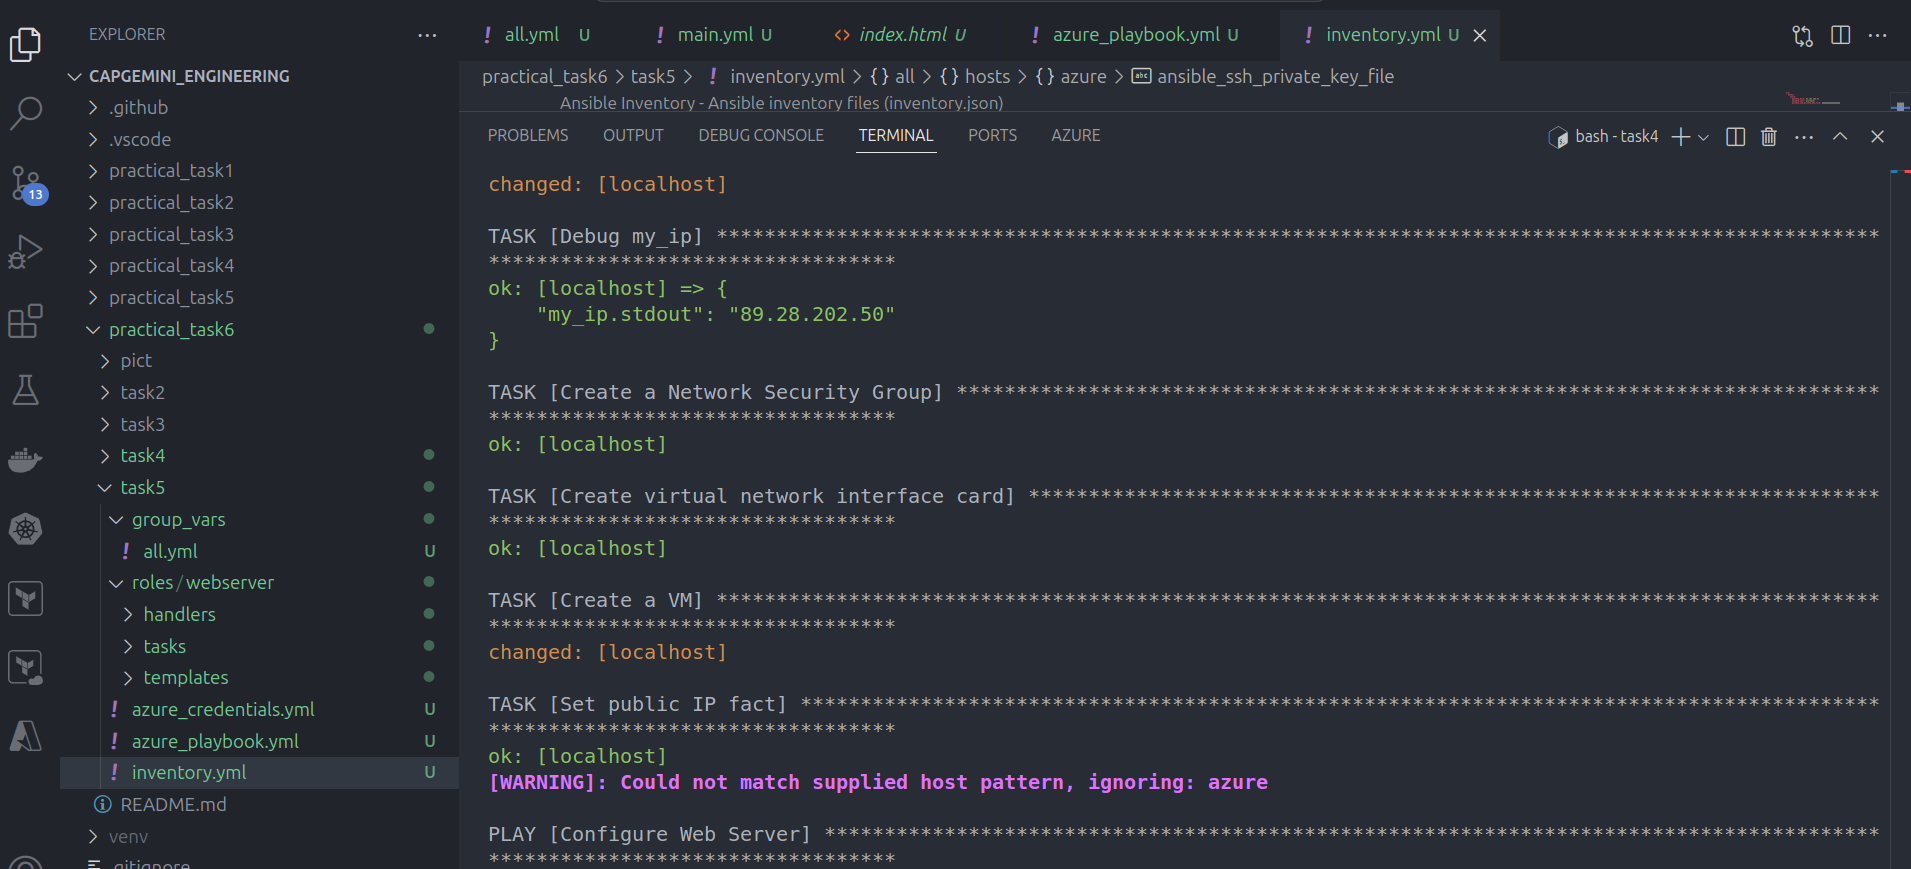 EXPLORER
CAPGEMINI_ENGINEERING
.github
.vscode
practical_task1
practical_task2
practical_task3
practical_task4
practical_task5
practical_task6
pict
task2
task3
task4
task5
group_vars
! all.yml U
roles/webserver
handlers
tasks
templates
! azure_credentials.yml U
! azure_playbook.yml U
! inventory.yml U
README.md
venv
.gitignore
13
! all.yml U
! main.yml U
<> index.html U
! azure_playbook.yml U
! inventory.yml U
practical_task6 > task5 > ! inventory.yml > {} all > {} hosts > {} azure > abc ansible_ssh_private_key_file
Ansible Inventory - Ansible inventory files (inventory.json)
PROBLEMS OUTPUT DEBUG CONSOLE TERMINAL PORTS AZURE
bash - task4
changed: [localhost]
TASK [Debug my_ip] *************************************************************************************************
**********************************
ok: [localhost] => {
"my_ip.stdout": "89.28.202.50"
}
TASK [Create a Network Security Group] *****************************************************************************
**********************************
ok: [localhost]
TASK [Create virtual network interface card] ***********************************************************************
**********************************
ok: [localhost]
TASK [Create a VM] *************************************************************************************************
**********************************
changed: [localhost]
TASK [Set public IP fact] ******************************************************************************************
**********************************
ok: [localhost]
[WARNING]: Could not match supplied host pattern, ignoring: azure
PLAY [Configure Web Server] ****************************************************************************************
**********************************